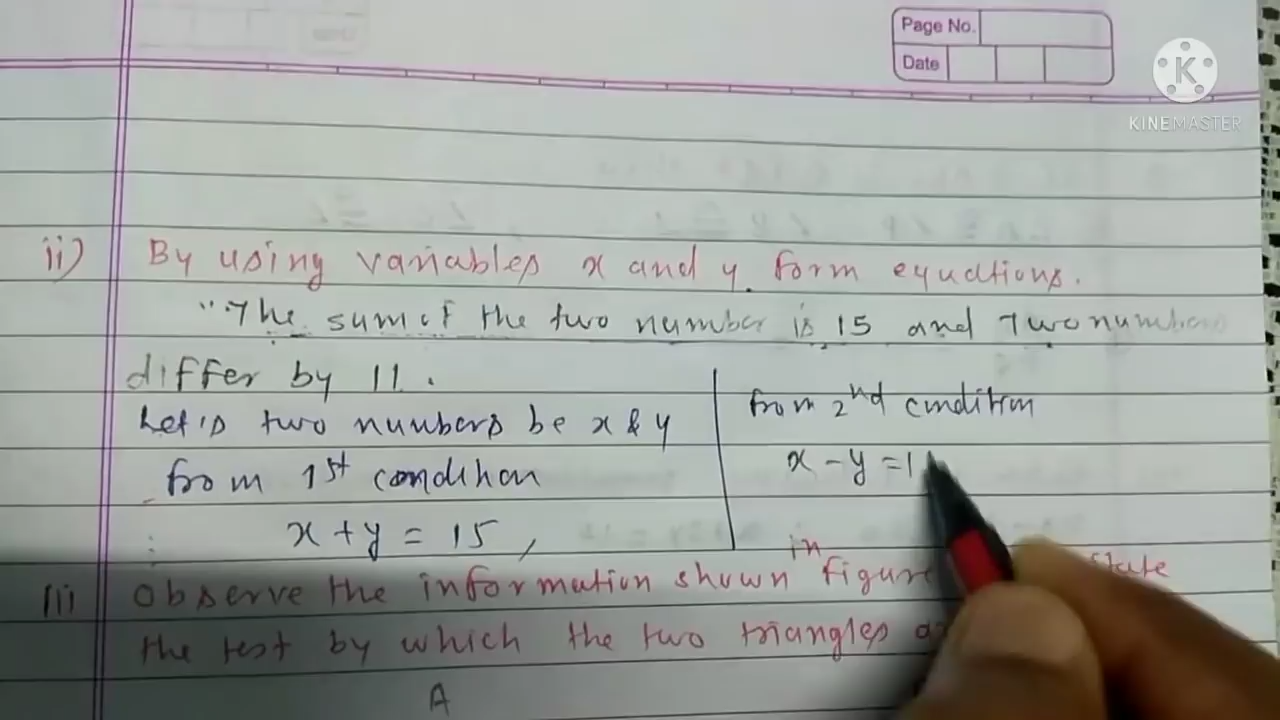 Page No.
Date
KINEMASTER
ii) By using variables x and y form equations.
"The sum of the two number is 15 and Two numbers
differ by 11.
Let's two numbers be x & y
from 1st condition
x + y = 15,
from 2nd condition
x - y = 11
iii observe the information shown in figure state
the test by which the two triangles
A